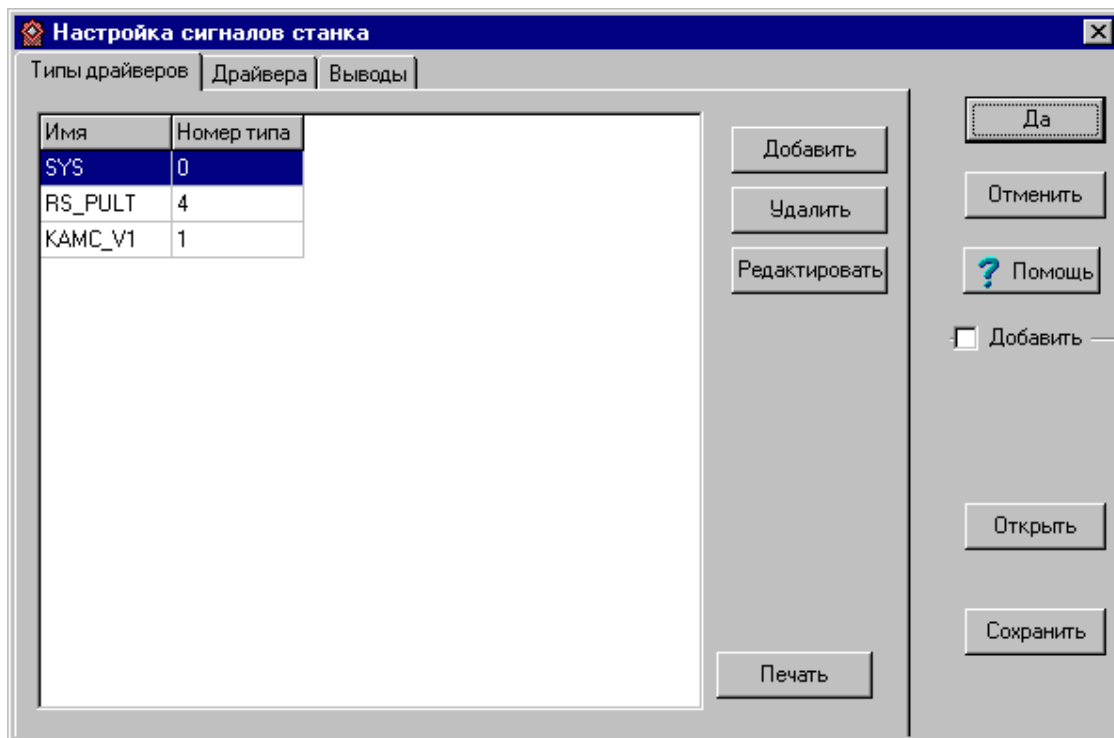 Настройка сигналов станка
Типы драйверов Драйвера Выводы
Имя Номер типа
SYS 0
RS_PULT 4
KAMC_V1 1
Добавить
Удалить
Редактировать
Печать
Да
Отменить
? Помощь
Добавить
Открыть
Сохранить